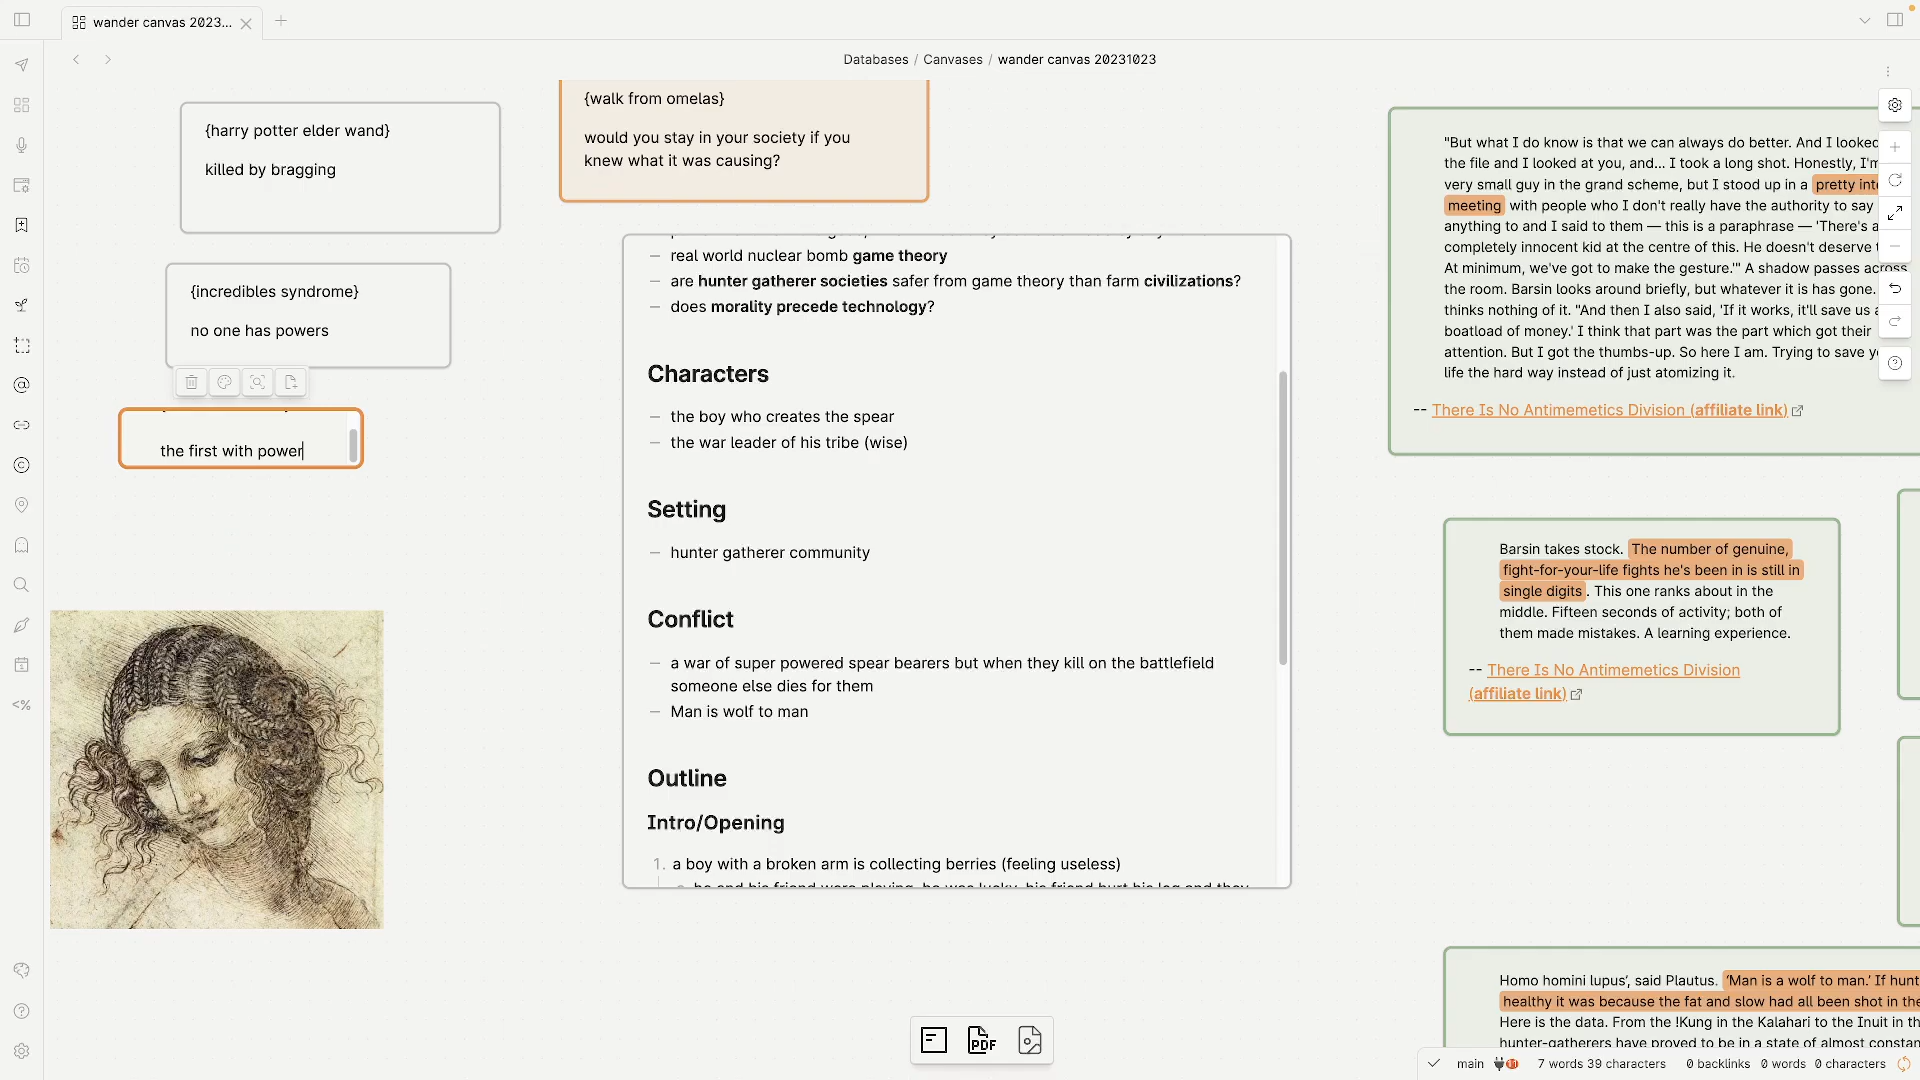 wander canvas 2023...
Databases / Canvases / wander canvas 20231023
{harry potter elder wand}
killed by bragging
{incredibles syndrome}
no one has powers
the first with power
{walk from omelas}
would you stay in your society if you
knew what it was causing?
– real world nuclear bomb game theory
– are hunter gatherer societies safer from game theory than farm civilizations?
– does morality precede technology?
Characters
– the boy who creates the spear
– the war leader of his tribe (wise)
Setting
– hunter gatherer community
Conflict
– a war of super powered spear bearers but when they kill on the battlefield
someone else dies for them
– Man is wolf to man
Outline
Intro/Opening
1. a boy with a broken arm is collecting berries (feeling useless)
"But what I do know is that we can always do better. And I looked
the file and I looked at you, and... I took a long shot. Honestly, I'm
very small guy in the grand scheme, but I stood up in a pretty
meeting with people who I don't really have the authority to say
anything to and I said to them — this is a paraphrase — 'There's a
completely innocent kid at the centre of this. He doesn't deserve
At minimum, we've got to make the gesture.'" A shadow passes across
the room. Barsin looks around briefly, but whatever it is has gone.
thinks nothing of it. "And then I also said, 'If it works, it'll save us
boatload of money.' I think that part was the part which got their
attention. But I got the thumbs-up. So here I am. Trying to save
life the hard way instead of just atomizing it.
-- There Is No Antimemetics Division (affiliate link)
Barsin takes stock. The number of genuine,
fight-for-your-life fights he's been in is still in
single digits. This one ranks about in the
middle. Fifteen seconds of activity; both of
them made mistakes. A learning experience.
-- There Is No Antimemetics Division
(affiliate link)
Homo homini lupus', said Plautus. 'Man is a wolf to man.' If hunt
healthy it was because the fat and slow had all been shot in the
Here is the data. From the !Kung in the Kalahari to the Inuit in th
hunter-gatherers have proved to be in a state of almost constan
PDF
main
7 words 39 characters
0 backlinks 0 words 0 characters